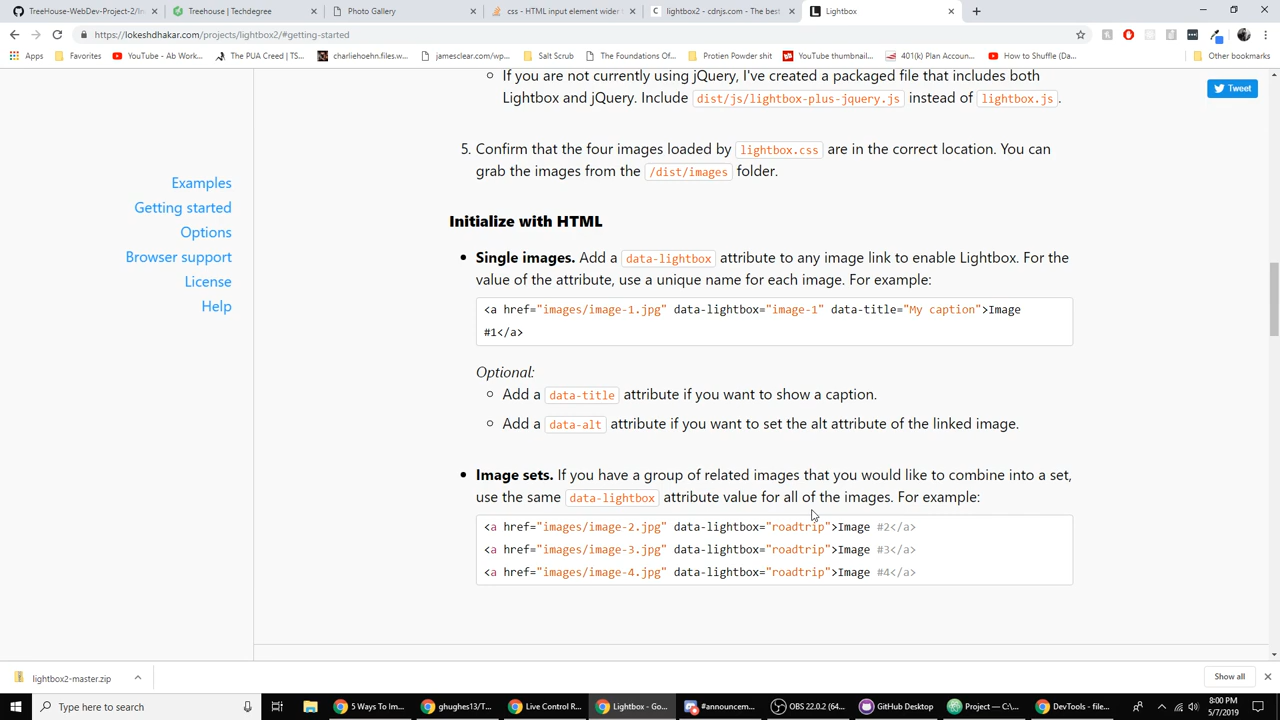 TreeHouse-WebDev-Project-2/In
Treehouse | Techdegree
Photo Gallery
css - HTML input element wider t
lightbox2 - cdnjs.com - The best
Lightbox
https://lokeshdhakar.com/projects/lightbox2/#getting-started
Apps
Favorites
YouTube - Ab Work...
The PUA Creed | TS...
charliehoehn.files.w...
jamesclear.com/wp...
Salt Scrub
The Foundations Of...
Protien Powder shit
YouTube thumbnail...
401(k) Plan Accoun...
How to Shuffle (Da...
Other bookmarks
Tweet
If you are not currently using jQuery, I've created a packaged file that includes both
Lightbox and jQuery. Include dist/js/lightbox-plus-jquery.js instead of lightbox.js .
5. Confirm that the four images loaded by lightbox.css are in the correct location. You can
grab the images from the /dist/images folder.
Examples
Getting started
Options
Browser support
License
Help
Initialize with HTML
Single images. Add a data-lightbox attribute to any image link to enable Lightbox. For the
value of the attribute, use a unique name for each image. For example:
<a href="images/image-1.jpg" data-lightbox="image-1" data-title="My caption">Image
#1</a>
Optional:
Add a data-title attribute if you want to show a caption.
Add a data-alt attribute if you want to set the alt attribute of the linked image.
Image sets. If you have a group of related images that you would like to combine into a set,
use the same data-lightbox attribute value for all of the images. For example:
<a href="images/image-2.jpg" data-lightbox="roadtrip">Image #2</a>
<a href="images/image-3.jpg" data-lightbox="roadtrip">Image #3</a>
<a href="images/image-4.jpg" data-lightbox="roadtrip">Image #4</a>
lightbox2-master.zip
Show all
Type here to search
5 Ways To Im...
ghughes13/T...
Live Control R...
Lightbox - Go...
#announcem...
OBS 22.0.2 (64...
GitHub Desktop
Project — C:\...
DevTools - file...
8:00 PM
5/7/2019